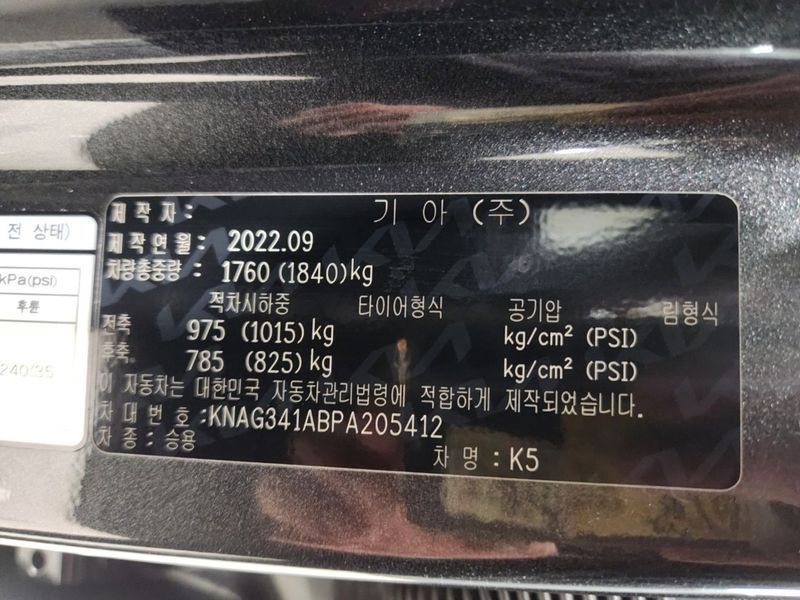 전 상태)
kPa(psi)
후륜
240/35
제작자: 기아(주)
제작연월: 2022.09
차량총중량: 1760(1840)kg
적차시하중 타이어형식 공기압 림형식
전축 975 (1015)kg kg/cm² (PSI)
후축 785 (825)kg kg/cm² (PSI)
이 자동차는 대한민국 자동차관리법령에 적합하게 제작되었습니다.
차대번호:KNAG341ABPA205412
차종: 승용 차명: K5